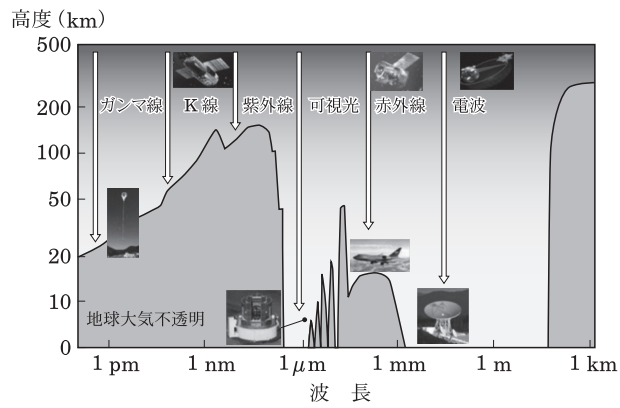 高度(km)
500
200
100
50
20
10
0
ガンマ線
K線
紫外線
可視光
赤外線
電波
地球大気不透明
1 pm
1 nm
1 μm
1 mm
1 m
1 km
波 長